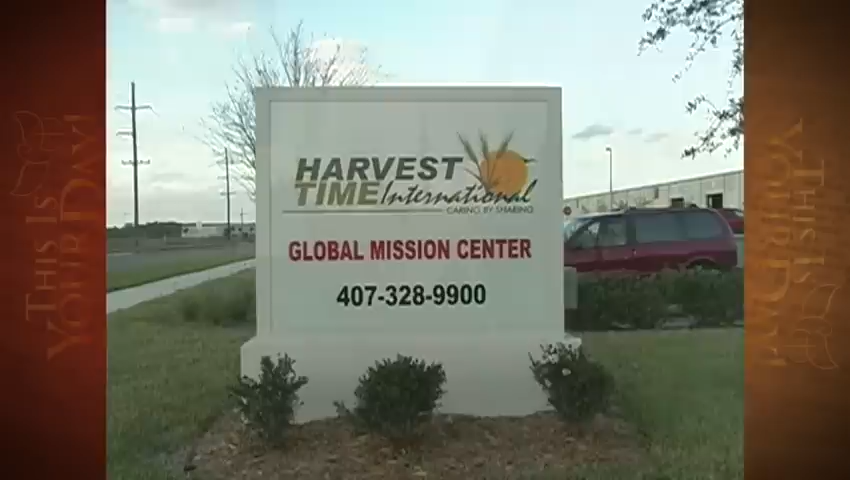 HARVEST
TIME International
CARING BY SHARING
GLOBAL MISSION CENTER
407-328-9900
THIS IS
YOUR DAY!
THIS IS
YOUR DAY!